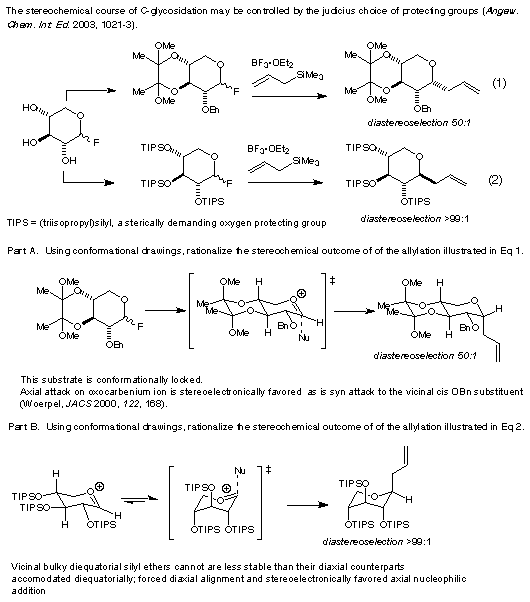 The stereochemical course of C-glycosidation may be controlled by the judicius choice of protecting groups (Angew.
Chem. Int. Ed. 2003, 1021-3).
OMe
Me
O
O
Me
O
OMe
F
OBn
BF3•OEt2
SiMe3
OMe
Me
O
O
Me
O
OMe
OBn
(1)
diastereoselection 50:1
HO
O
HO
F
OH
TIPSO
O
TIPSO
F
OTIPS
BF3•OEt2
SiMe3
TIPSO
O
TIPSO
OTIPS
(2)
diastereoselection >99:1
TIPS = (triisopropyl)silyl, a sterically demanding oxygen protecting group
Part A. Using conformational drawings, rationalize the stereochemical outcome of of the allylation illustrated in Eq 1.
OMe
Me
O
O
Me
O
OMe
F
OBn
OMe
H
⊕
O
O
Me
Me
O
OMe
BnO
H
H
Nu
‡
OMe
H
O
O
Me
Me
O
OMe
BnO
H
H
diastereoselection 50:1
This substrate is conformationally locked.
Axial attack on oxocarbenium ion is stereoelectronically favored as is syn attack to the vicinal cis OBn substituent
(Woerpel, JACS 2000, 122, 168).
Part B. Using conformational drawings, rationalize the stereochemical outcome of of the allylation illustrated in Eq 2.
H
⊕
TIPSO
O
TIPSO
H
H
OTIPS
Nu
‡
TIPSO
⊕
O
OTIPS
OTIPS
TIPSO
O
OTIPS
OTIPS
diastereoselection >99:1
Vicinal bulky diequatorial silyl ethers cannot are less stable than their diaxial counterparts
accomodated diequatorially; forced diaxial alignment and stereoelectronically favored axial nucleophilic
addition